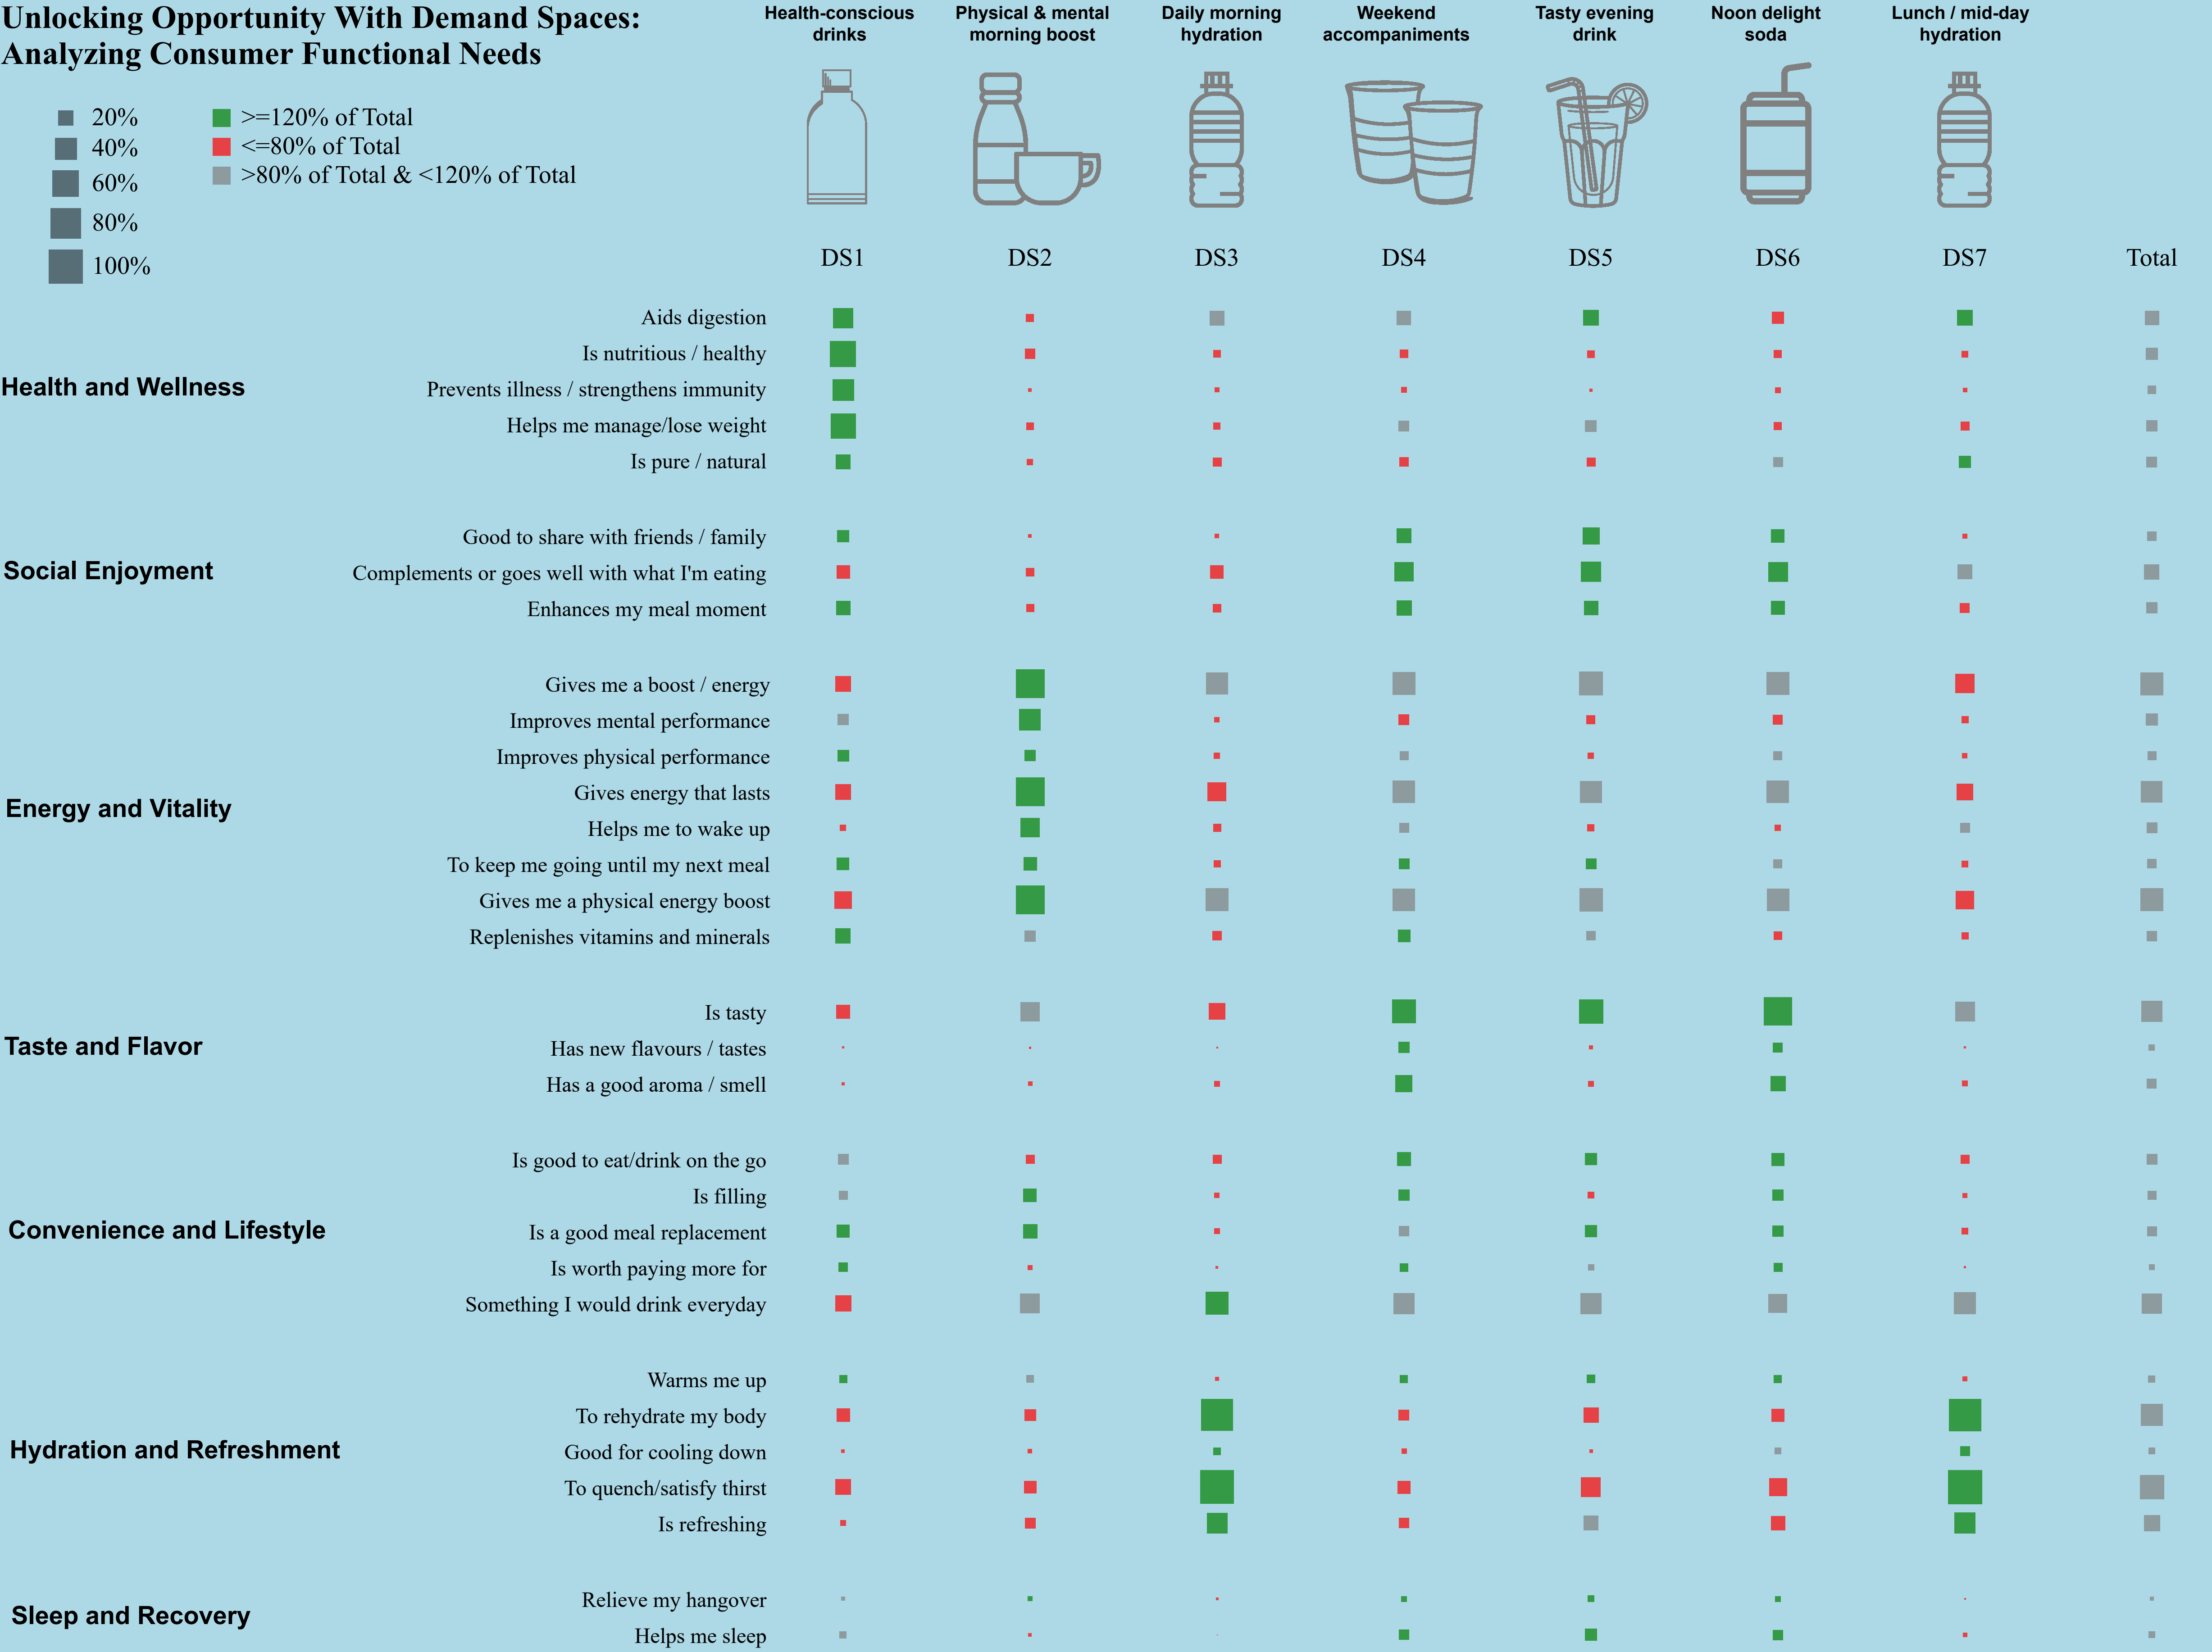 Unlocking Opportunity With Demand Spaces:
Analyzing Consumer Functional Needs
20%
40%
60%
80%
100%
>=120% of Total
<=80% of Total
>80% of Total & <120% of Total
Health-conscious
drinks
Physical & mental
morning boost
Daily morning
hydration
Weekend
accompaniments
Tasty evening
drink
Noon delight
soda
Lunch / mid-day
hydration
DS1 DS2 DS3 DS4 DS5 DS6 DS7 Total
Health and Wellness
Aids digestion
Is nutritious / healthy
Prevents illness / strengthens immunity
Helps me manage/lose weight
Is pure / natural
Social Enjoyment
Good to share with friends / family
Complements or goes well with what I'm eating
Enhances my meal moment
Energy and Vitality
Gives me a boost / energy
Improves mental performance
Improves physical performance
Gives energy that lasts
Helps me to wake up
To keep me going until my next meal
Gives me a physical energy boost
Replenishes vitamins and minerals
Taste and Flavor
Is tasty
Has new flavours / tastes
Has a good aroma / smell
Convenience and Lifestyle
Is good to eat/drink on the go
Is filling
Is a good meal replacement
Is worth paying more for
Something I would drink everyday
Hydration and Refreshment
Warms me up
To rehydrate my body
Good for cooling down
To quench/satisfy thirst
Is refreshing
Sleep and Recovery
Relieve my hangover
Helps me sleep